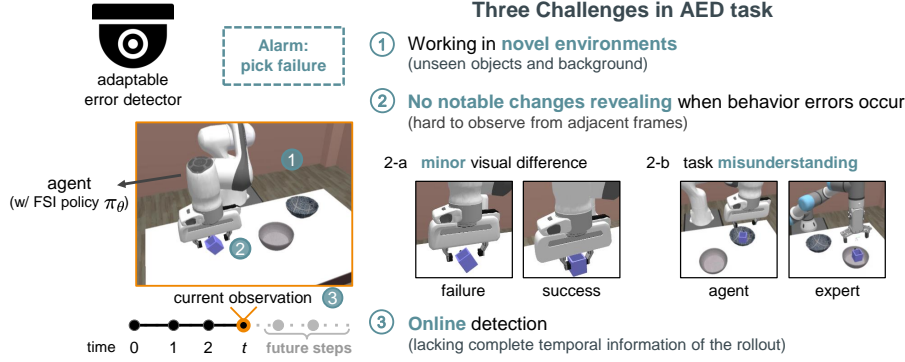 Three Challenges in AED task
Alarm:
pick failure
adaptable
error detector
1 Working in novel environments
(unseen objects and background)
2 No notable changes revealing when behavior errors occur
(hard to observe from adjacent frames)
agent
(w/ FSI policy πθ)
1
2
2-a minor visual difference
failure
success
2-b task misunderstanding
agent
expert
current observation 3
time 0 1 2 t future steps
3 Online detection
(lacking complete temporal information of the rollout)